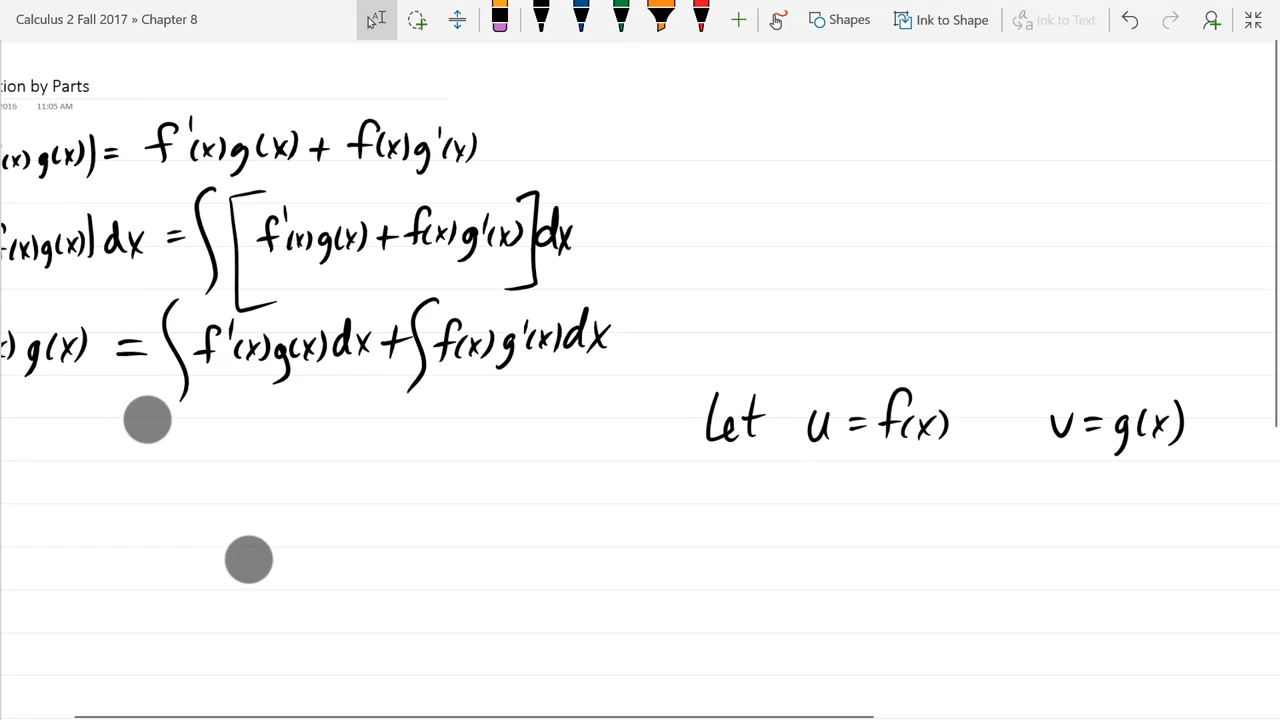 Calculus 2 Fall 2017 » Chapter 8
Shapes
Ink to Shape
Ink to Text
tion by Parts
2016 11:05 AM
(x) g(x)] = f'(x)g(x) + f(x)g'(x)
f(x)g(x)] dx = ∫ [f'(x)g(x) + f(x)g'(x)] dx
) g(x) = ∫ f'(x)g(x)dx + ∫ f(x)g'(x)dx
Let u = f(x) v = g(x)